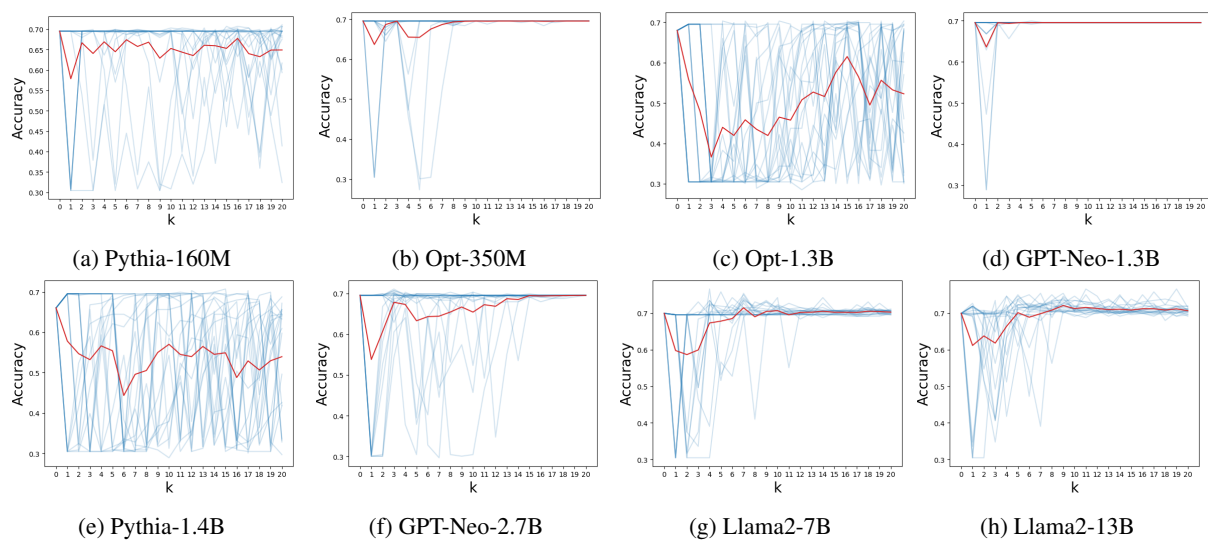 Accuracy
0.70
0.65
0.60
0.55
0.50
0.45
0.40
0.35
0.30
0 1 2 3 4 5 6 7 8 9 10 11 12 13 14 15 16 17 18 19 20
k
(a) Pythia-160M
Accuracy
0.7
0.6
0.5
0.4
0.3
0 1 2 3 4 5 6 7 8 9 10 11 12 13 14 15 16 17 18 19 20
k
(b) Opt-350M
Accuracy
0.7
0.6
0.5
0.4
0.3
0 1 2 3 4 5 6 7 8 9 10 11 12 13 14 15 16 17 18 19 20
k
(c) Opt-1.3B
Accuracy
0.7
0.6
0.5
0.4
0.3
0 1 2 3 4 5 6 7 8 9 10 11 12 13 14 15 16 17 18 19 20
k
(d) GPT-Neo-1.3B
Accuracy
0.7
0.6
0.5
0.4
0.3
0 1 2 3 4 5 6 7 8 9 10 11 12 13 14 15 16 17 18 19 20
k
(e) Pythia-1.4B
Accuracy
0.7
0.6
0.5
0.4
0.3
0 1 2 3 4 5 6 7 8 9 10 11 12 13 14 15 16 17 18 19 20
k
(f) GPT-Neo-2.7B
Accuracy
0.7
0.6
0.5
0.4
0.3
0 1 2 3 4 5 6 7 8 9 10 11 12 13 14 15 16 17 18 19 20
k
(g) Llama2-7B
Accuracy
0.7
0.6
0.5
0.4
0.3
0 1 2 3 4 5 6 7 8 9 10 11 12 13 14 15 16 17 18 19 20
k
(h) Llama2-13B